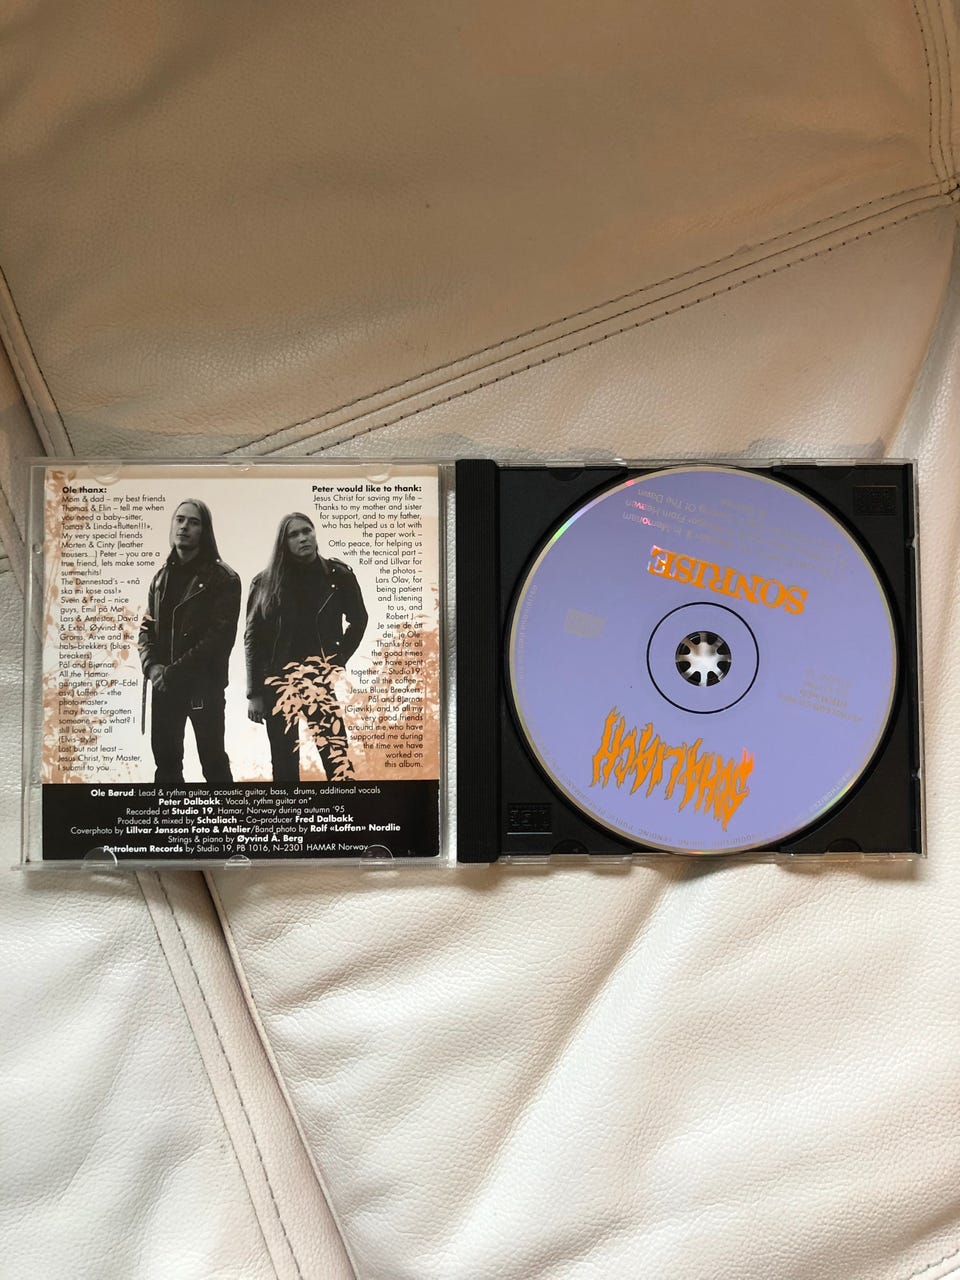 Ole thanx:
Mom & dad – my best friends
Thomas & Elin – tell me when
you need a baby-sitter,
Tomas & Linda«flutten!!!»,
My very special friends
Morten & Cinty (leather
trousers...) Peter – you are a
true friend, lets make some
summerhits!
The Dønnestad's – «nå
ska mi kose oss!»
Svein & Fred – nice
guys, Emil på Mo!
Lars & Antestor, David
& Extol, Øyvind &
Groms, Arve and the
hals-brekkers (blues
breakers)
Pål and Bjørnar
All the Hamar-
gangsters (LO PP–Edel
osv.) Loffen – «the
photo-master»
I may have forgotten
someone – so what? I
still love You all
(Elvis–style)
Last but not least –
Jesus Christ, my Master,
I submit to you...
Peter would like to thank:
Jesus Christ for saving my life –
Thanks to my mother and sister
for support, and to my father,
who has helped us a lot with
the paper work –
Ottlo peace, for helping us
with the tecnical part –
Rolf and Lillvar for
the photos –
Lars Olav, for
being patient
and listening
to us, and
Robert J. –
Je seie de ått
dei, je Ole:
Thanks for all
the good times
we have spent
together – Studio19,
for all the coffee –
Jesus Blues Breakers,
Pål and Bjørnar
(Gjøvik), and to all my
very good friends
around me, who have
supported me during
the time we have
worked on
this album.
Ole Børud: Lead & rythm guitar, acoustic guitar, bass, drums, additional vocals
Peter Dalbakk: Vocals, rythm guitar on*
Recorded at Studio 19, Hamar, Norway during autumn '95
Produced & mixed by Schaliach – Co-producer Fred Dalbakk
Coverphoto by Lillvar Jønsson Foto & Atelier/Band photo by Rolf «Loffen» Nordlie
Strings & piano by Øyvind A. Berg
Petroleum Records by Studio 19, PB 1016, N–2301 HAMAR Norway
SCHALIACH
SONRISE
In Memoriam
From Heaven
Of The Dawn